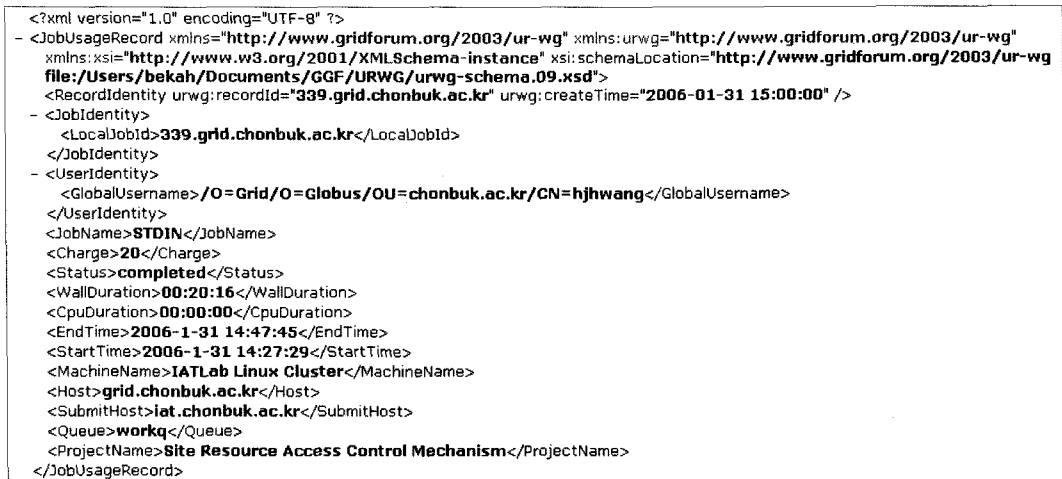 <?xml version="1.0" encoding="UTF-8" ?>
- <JobUsageRecord xmlns="http://www.gridforum.org/2003/ur-wg" xmlns:urwg="http://www.gridforum.org/2003/ur-wg"
xmlns:xsi="http://www.w3.org/2001/XMLSchema-instance" xsi:schemaLocation="http://www.gridforum.org/2003/ur-wg
file:/Users/bekah/Documents/GGF/URWG/urwg-schema.09.xsd">
<RecordIdentity urwg:recordId="339.grid.chonbuk.ac.kr" urwg:createTime="2006-01-31 15:00:00" />
- <JobIdentity>
<LocalJobId>339.grid.chonbuk.ac.kr</LocalJobId>
</JobIdentity>
- <UserIdentity>
<GlobalUsername>/O=Grid/O=Globus/OU=chonbuk.ac.kr/CN=hjhwang</GlobalUsername>
</UserIdentity>
<JobName>STDIN</JobName>
<Charge>20</Charge>
<Status>completed</Status>
<WallDuration>00:20:16</WallDuration>
<CpuDuration>00:00:00</CpuDuration>
<EndTime>2006-1-31 14:47:45</EndTime>
<StartTime>2006-1-31 14:27:29</StartTime>
<MachineName>IATLab Linux Cluster</MachineName>
<Host>grid.chonbuk.ac.kr</Host>
<SubmitHost>iat.chonbuk.ac.kr</SubmitHost>
<Queue>workq</Queue>
<ProjectName>Site Resource Access Control Mechanism</ProjectName>
</JobUsageRecord>